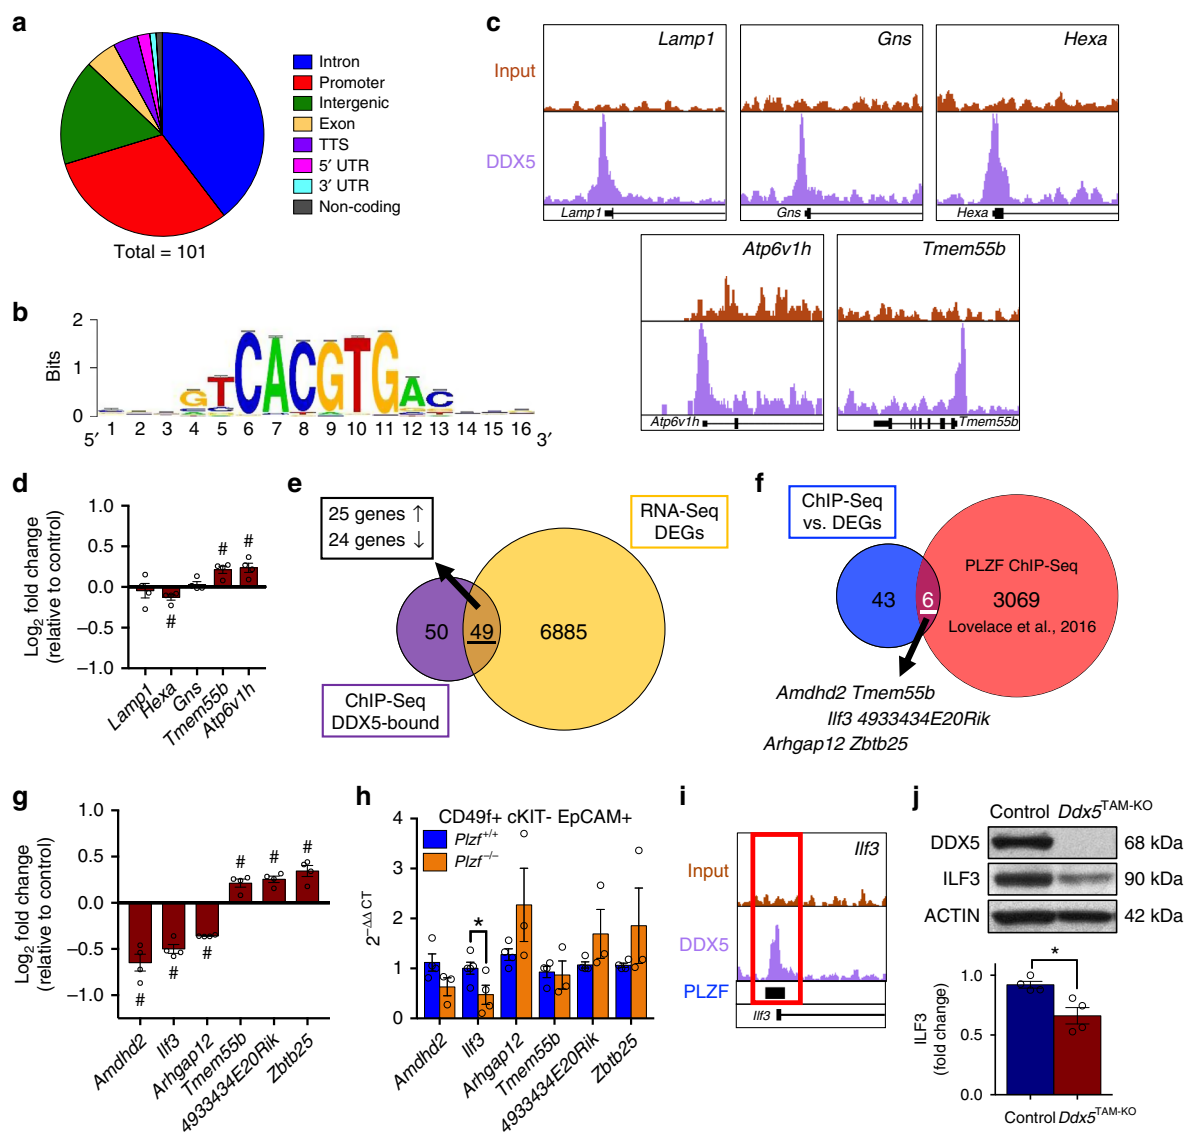 a
Intron
Promoter
Intergenic
Exon
TTS
5′ UTR
3′ UTR
Non-coding
Total = 101
b
Bits
2
1
0
GTCACGTGAC
5′ 1 2 3 4 5 6 7 8 9 10 11 12 13 14 15 16 3′
c
Input
DDX5
Lamp1
Lamp1
Gns
Gns
Hexa
Hexa
Atp6v1h
Atp6v1h
Tmem55b
Tmem55b
d
Log2 fold change
(relative to control)
1.0
0.5
0.0
−0.5
−1.0
# # #
Lamp1
Hexa
Gns
Tmem55b
Atp6v1h
e
25 genes ↑
24 genes ↓
RNA-Seq
DEGs
50 49 6885
ChIP-Seq
DDX5-bound
f
ChIP-Seq
vs. DEGs
PLZF ChIP-Seq
43 6 3069
Lovelace et al., 2016
Amdhd2 Tmem55b
Ilf3 4933434E20Rik
Arhgap12 Zbtb25
g
Log2 fold change
(relative to control)
1.0
0.5
0.0
−0.5
−1.0
# # # # # #
Amdhd2
Ilf3
Arhgap12
Tmem55b
4933434E20Rik
Zbtb25
h
CD49f+ cKIT- EpCAM+
Plzf+/+
Plzf−/−
2−ΔΔ CT
4
3
2
1
0
*
Amdhd2
Ilf3
Arhgap12
Tmem55b
4933434E20Rik
Zbtb25
i
Ilf3
Input
DDX5
PLZF
Ilf3
j
Control Ddx5TAM-KO
DDX5 68 kDa
ILF3 90 kDa
ACTIN 42 kDa
*
ILF3
(fold change)
1.0
0.5
0.0
Control Ddx5TAM-KO